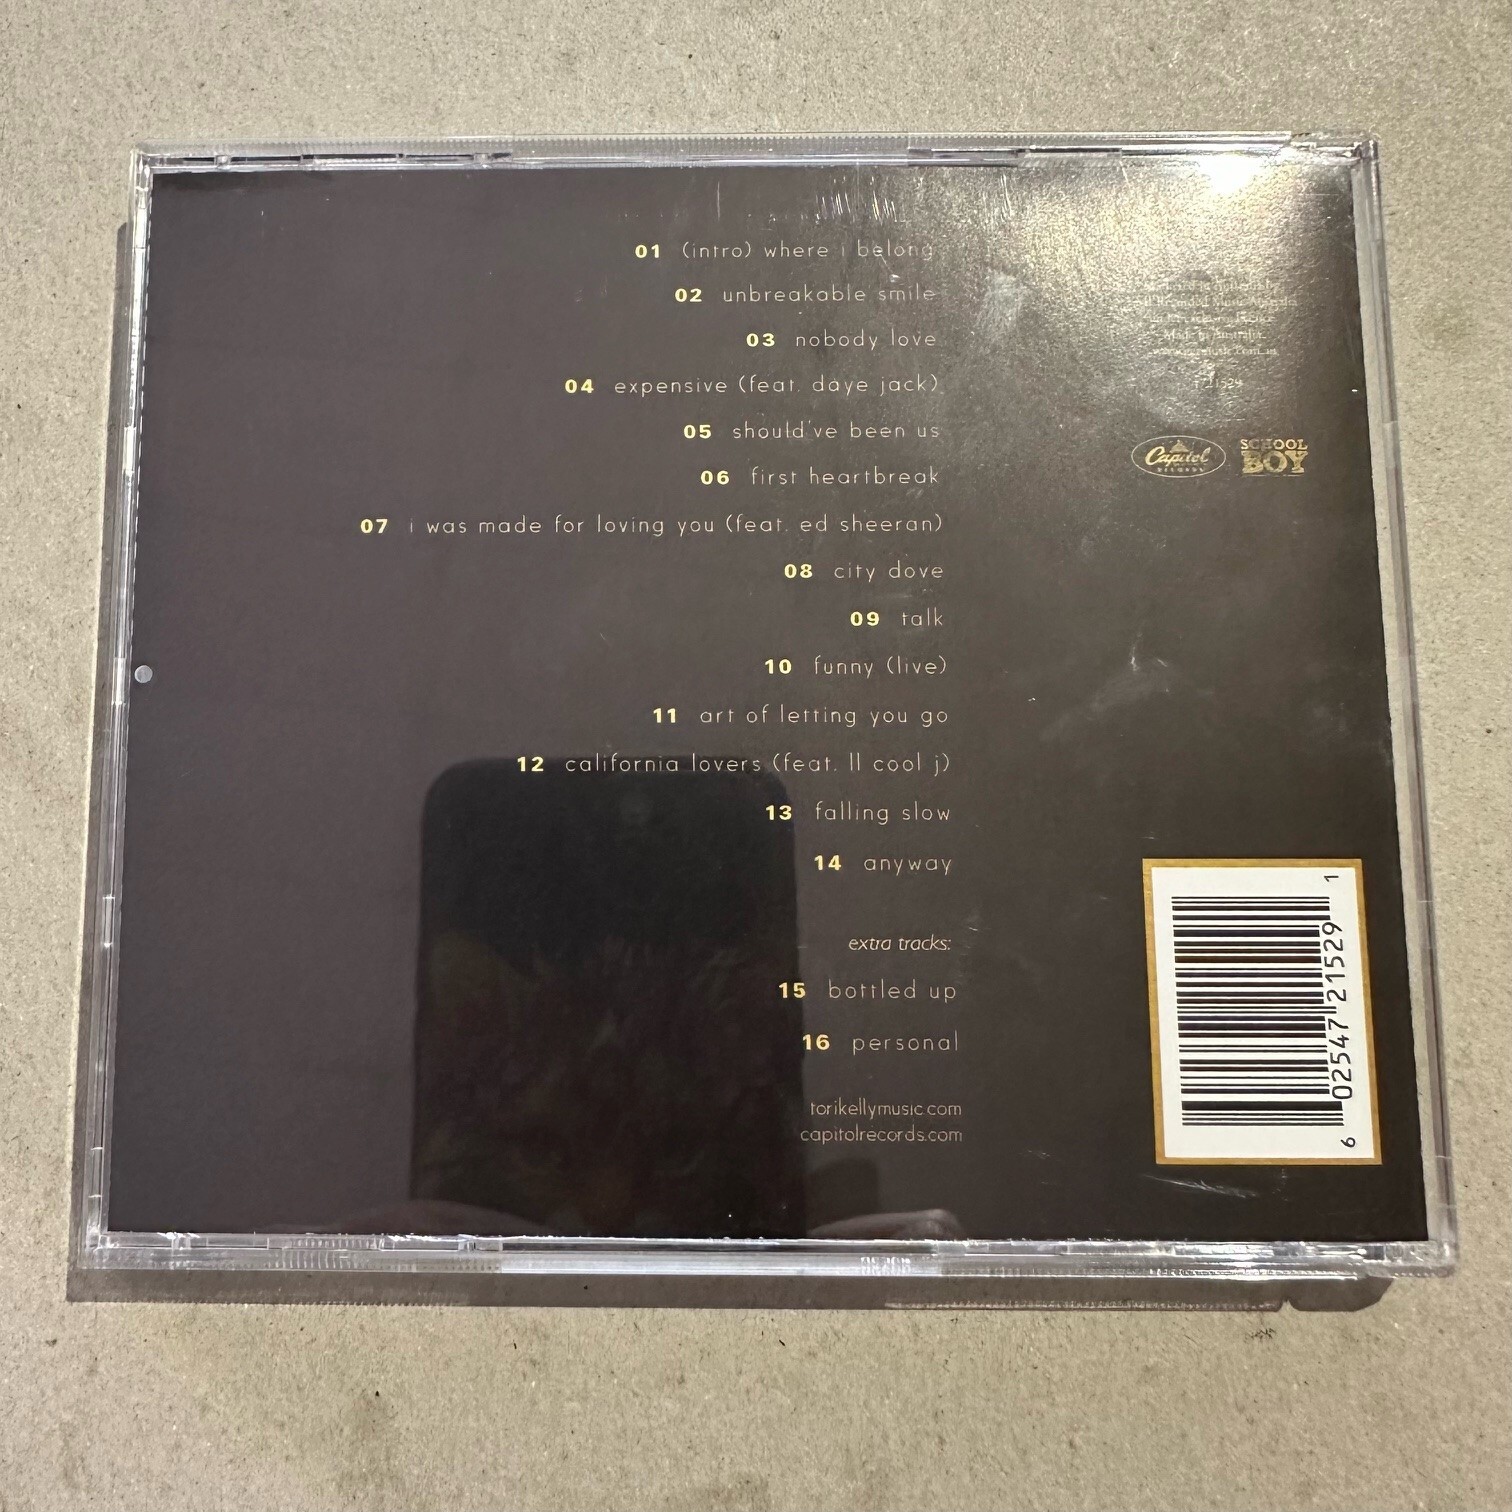 01 (intro) where i belong
02 unbreakable smile
03 nobody love
04 expensive (feat. daye jack)
05 should've been us
06 first heartbreak
07 i was made for loving you (feat. ed sheeran)
08 city dove
09 talk
10 funny (live)
11 art of letting you go
12 california lovers (feat. ll cool j)
13 falling slow
14 anyway
extra tracks:
15 bottled up
16 personal
torikellymusic.com
capitolrecords.com
Music Australia
Made in Australia
Capitol
RECORDS
SCHOOL
BOY
6 02547 21529 1